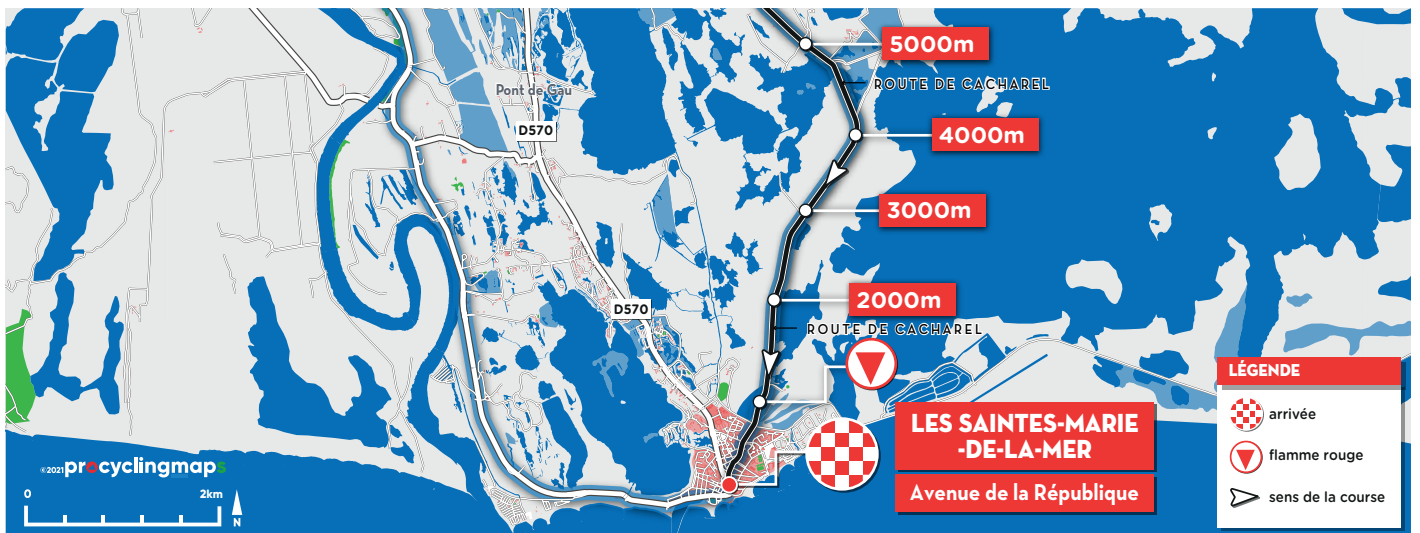 5000m
ROUTE DE CACHAREL
Pont de Gau
D570
4000m
3000m
2000m
D570
ROUTE DE CACHAREL
LES SAINTES-MARIE
-DE-LA-MER
Avenue de la République
LÉGENDE
arrivée
flamme rouge
sens de la course
©2021 procyclingmaps
0 2km
N